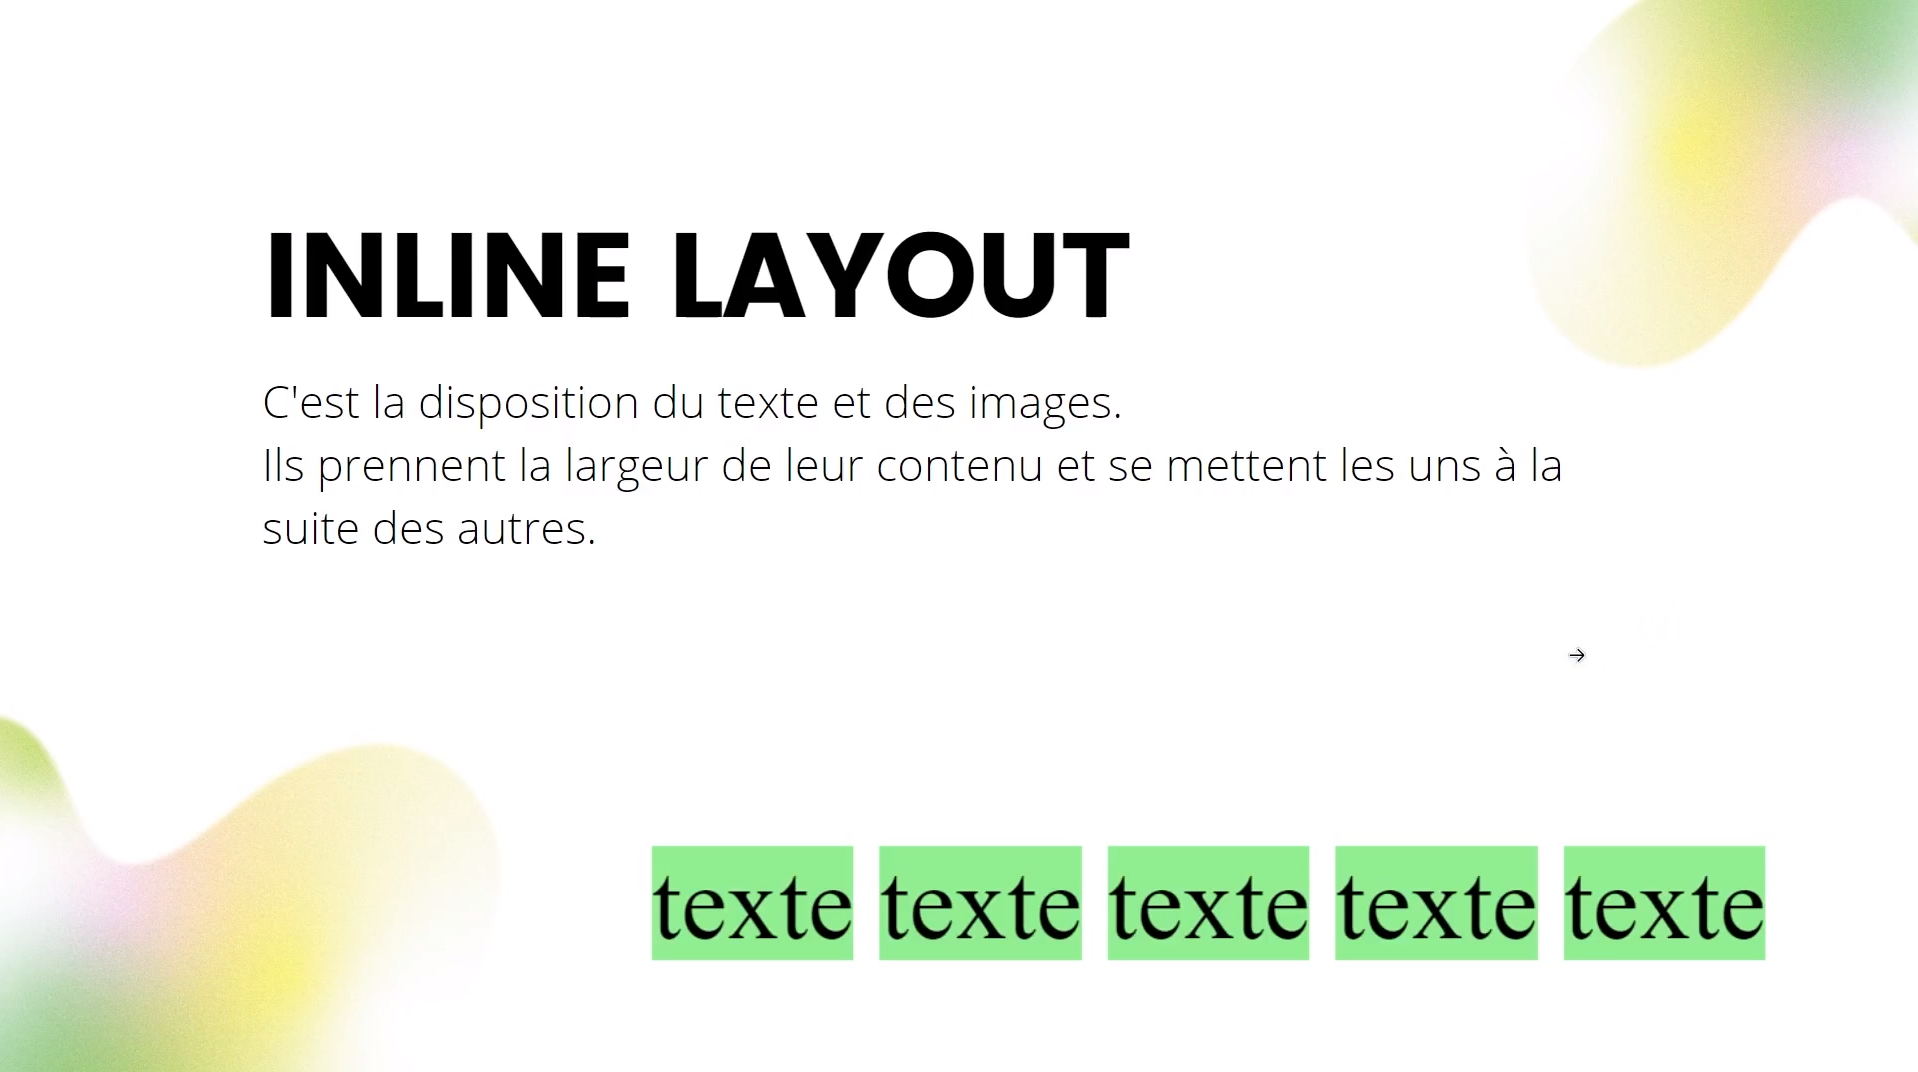 INLINE LAYOUT
C'est la disposition du texte et des images.
Ils prennent la largeur de leur contenu et se mettent les uns à la
suite des autres.
texte texte texte texte texte